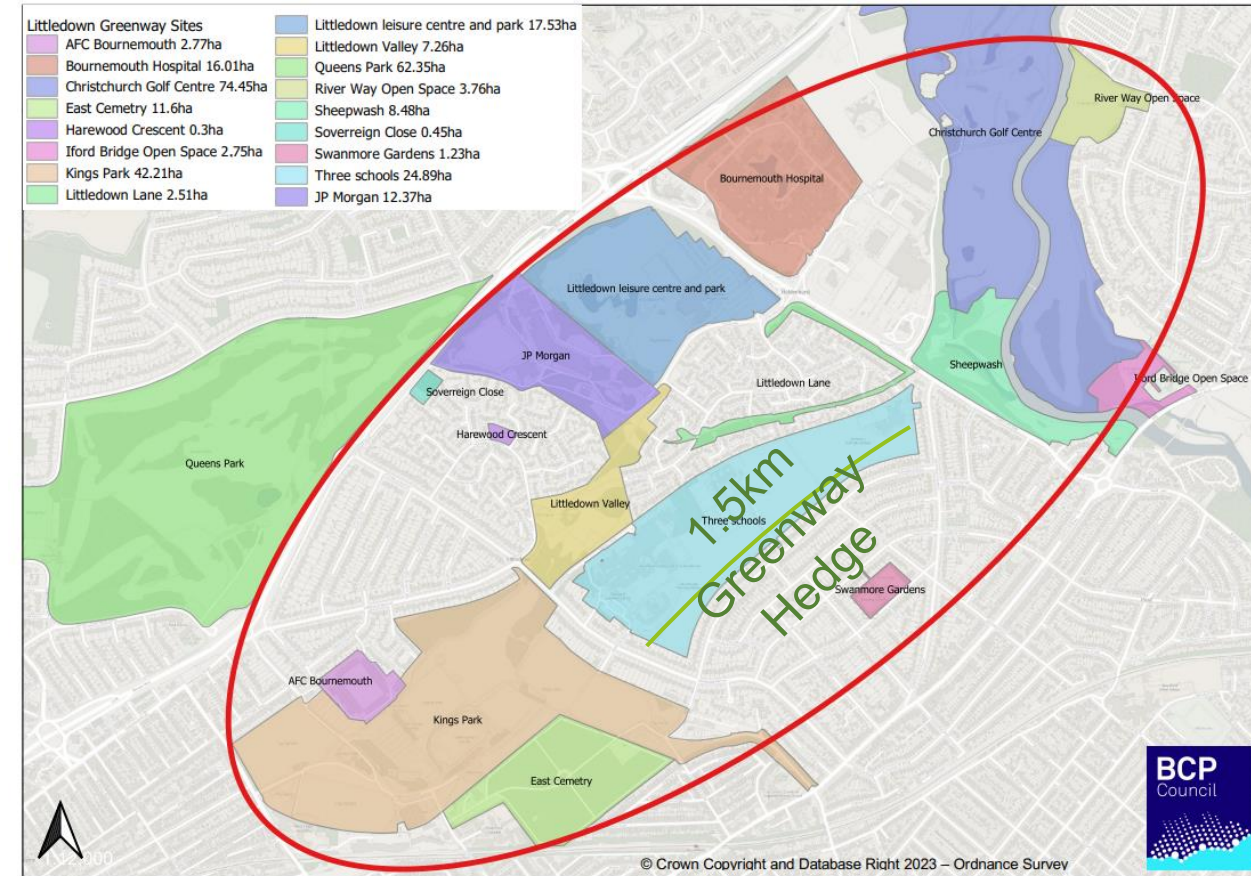 Littledown Greenway Sites
AFC Bournemouth 2.77ha
Bournemouth Hospital 16.01ha
Christchurch Golf Centre 74.45ha
East Cemetry 11.6ha
Harewood Crescent 0.3ha
Iford Bridge Open Space 2.75ha
Kings Park 42.21ha
Littledown Lane 2.51ha
Littledown leisure centre and park 17.53ha
Littledown Valley 7.26ha
Queens Park 62.35ha
River Way Open Space 3.76ha
Sheepwash 8.48ha
Soverreign Close 0.45ha
Swanmore Gardens 1.23ha
Three schools 24.89ha
JP Morgan 12.37ha
River Way Open Space
Christchurch Golf Centre
Bournemouth Hospital
Littledown leisure centre and park
JP Morgan
Sheepwash
Iford Bridge Open Space
Littledown Lane
Soverreign Close
Harewood Crescent
Queens Park
Littledown Valley
Three schools
1.5km
Greenway
Hedge
Swanmore Gardens
AFC Bournemouth
Kings Park
East Cemetry
BCP
Council
© Crown Copyright and Database Right 2023 – Ordnance Survey